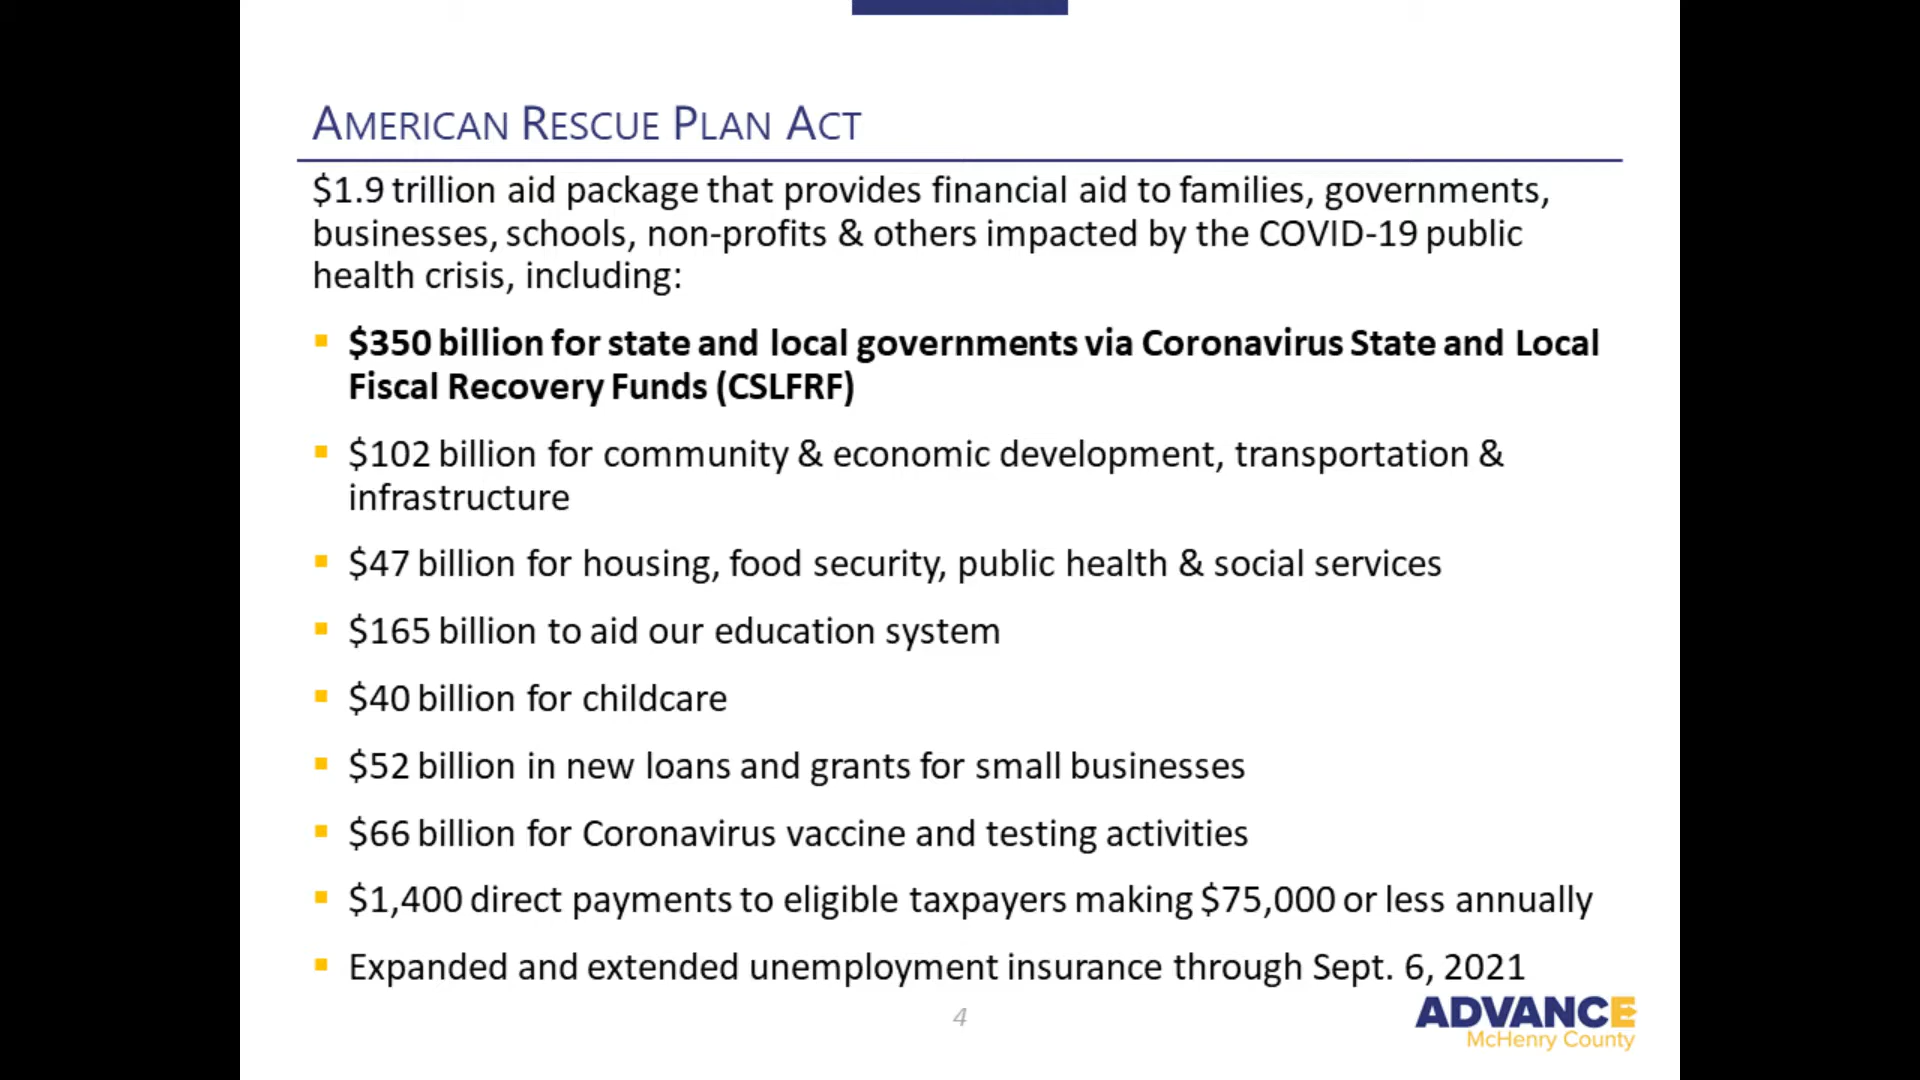 AMERICAN RESCUE PLAN ACT
$1.9 trillion aid package that provides financial aid to families, governments,
businesses, schools, non-profits & others impacted by the COVID-19 public
health crisis, including:
$350 billion for state and local governments via Coronavirus State and Local
Fiscal Recovery Funds (CSLFRF)
$102 billion for community & economic development, transportation &
infrastructure
$47 billion for housing, food security, public health & social services
$165 billion to aid our education system
$40 billion for childcare
$52 billion in new loans and grants for small businesses
$66 billion for Coronavirus vaccine and testing activities
$1,400 direct payments to eligible taxpayers making $75,000 or less annually
Expanded and extended unemployment insurance through Sept. 6, 2021
4
ADVANCE
McHenry County